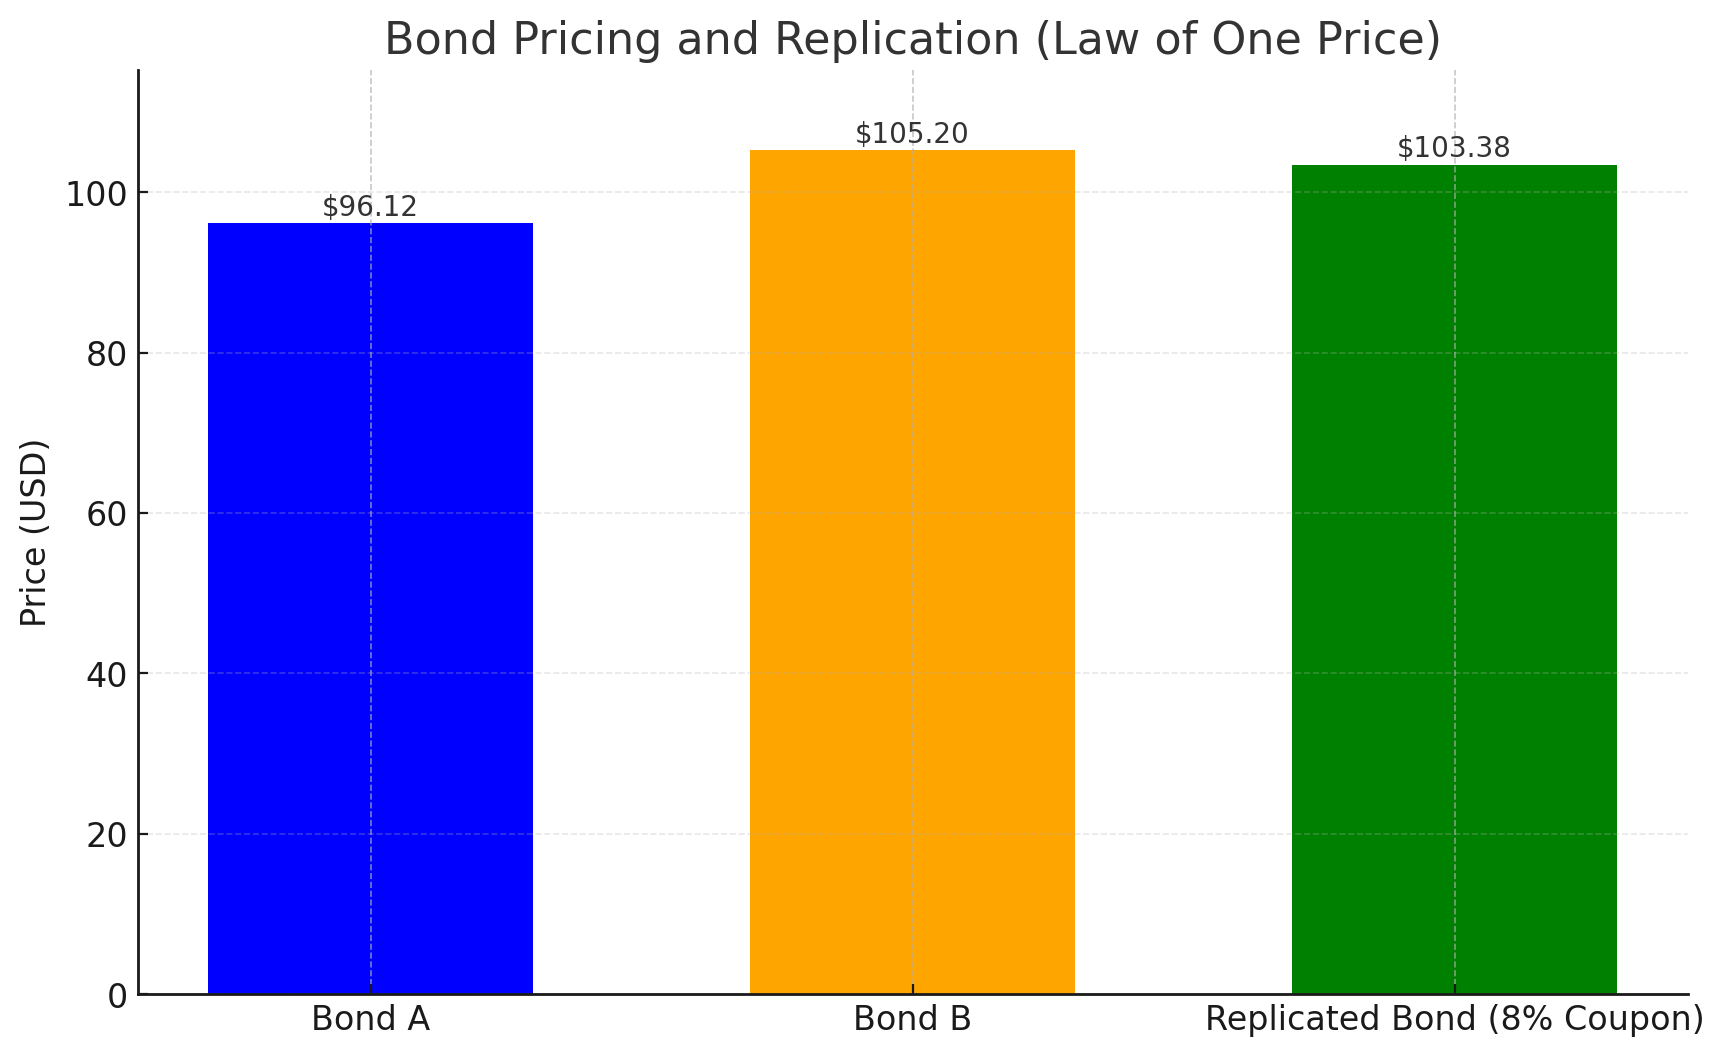 Bond Pricing and Replication (Law of One Price)
$105.20
$103.38
$96.12
100
80
60
40
20
0
Price (USD)
Bond A
Bond B
Replicated Bond (8% Coupon)